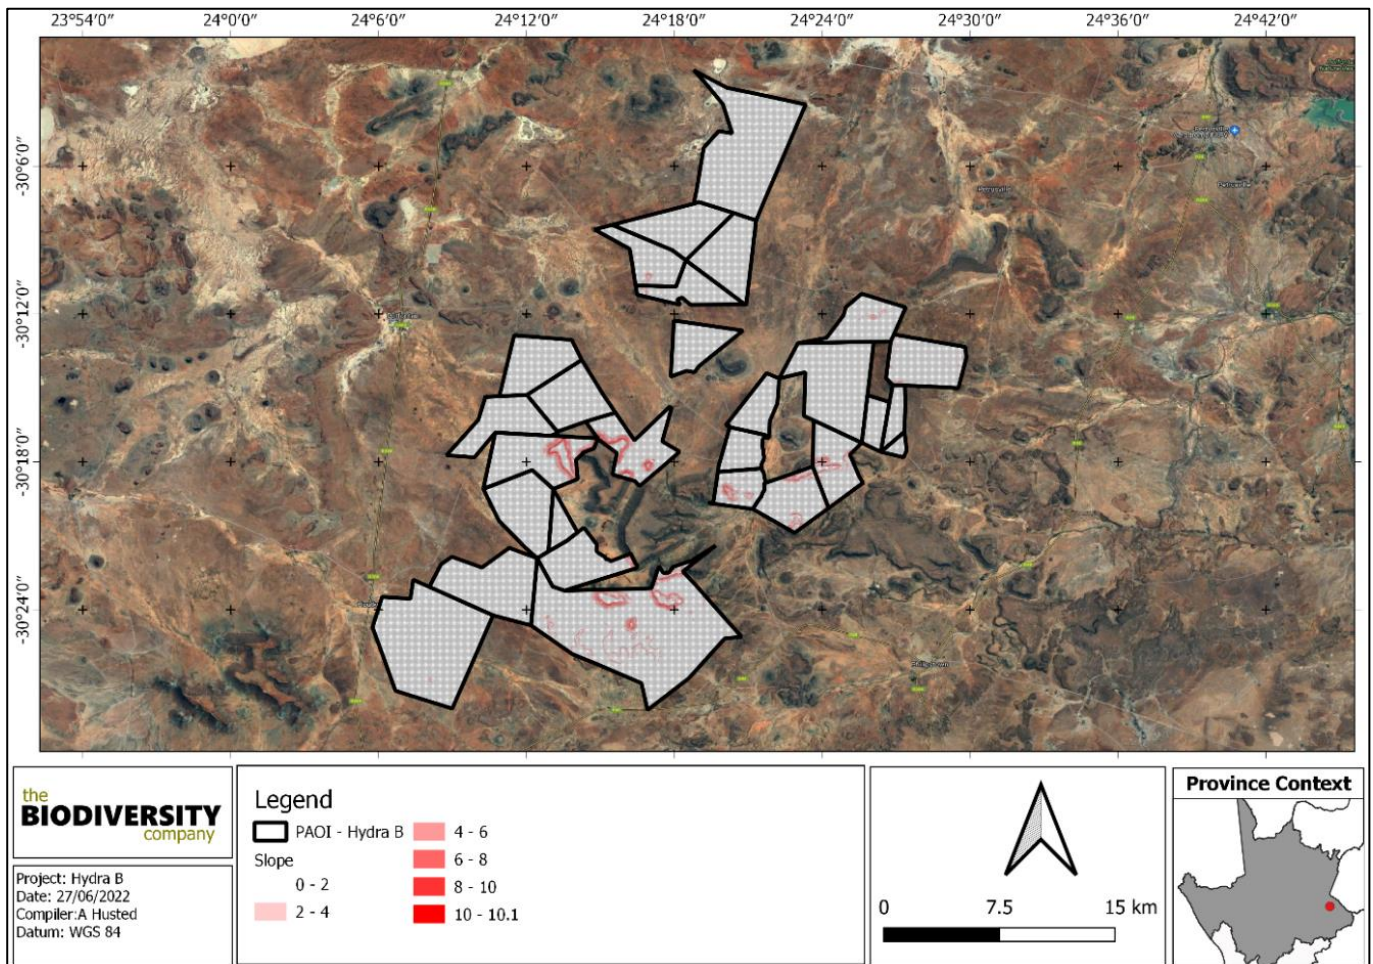 23°54′0″ 24°0′0″ 24°6′0″ 24°12′0″ 24°18′0″ 24°24′0″ 24°30′0″ 24°36′0″ 24°42′0″
-30°6′0″
-30°12′0″
-30°18′0″
-30°24′0″
Petrusville
the
BIODIVERSITY
company
Project: Hydra B
Date: 27/06/2022
Compiler:A Husted
Datum: WGS 84
Legend
PAOI - Hydra B
Slope
0 - 2
2 - 4
4 - 6
6 - 8
8 - 10
10 - 10.1
0 7.5 15 km
Province Context